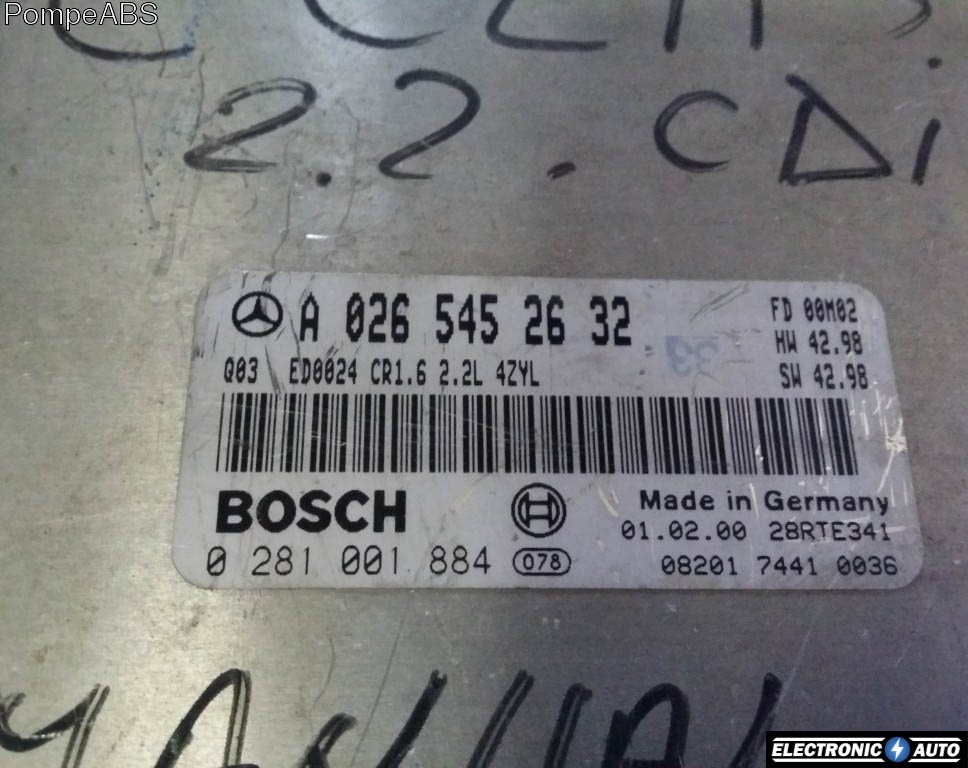 PompeABS
2.2. CDi
A 026 545 26 32
FD 00M02
HW 42.98
Q03 ED0024 CR1.6 2.2L 4ZYL
SW 42.98
BOSCH
Made in Germany
01.02.00 28RTE341
0 281 001 884 078
08201 7441 0036
ELECTRONIC AUTO